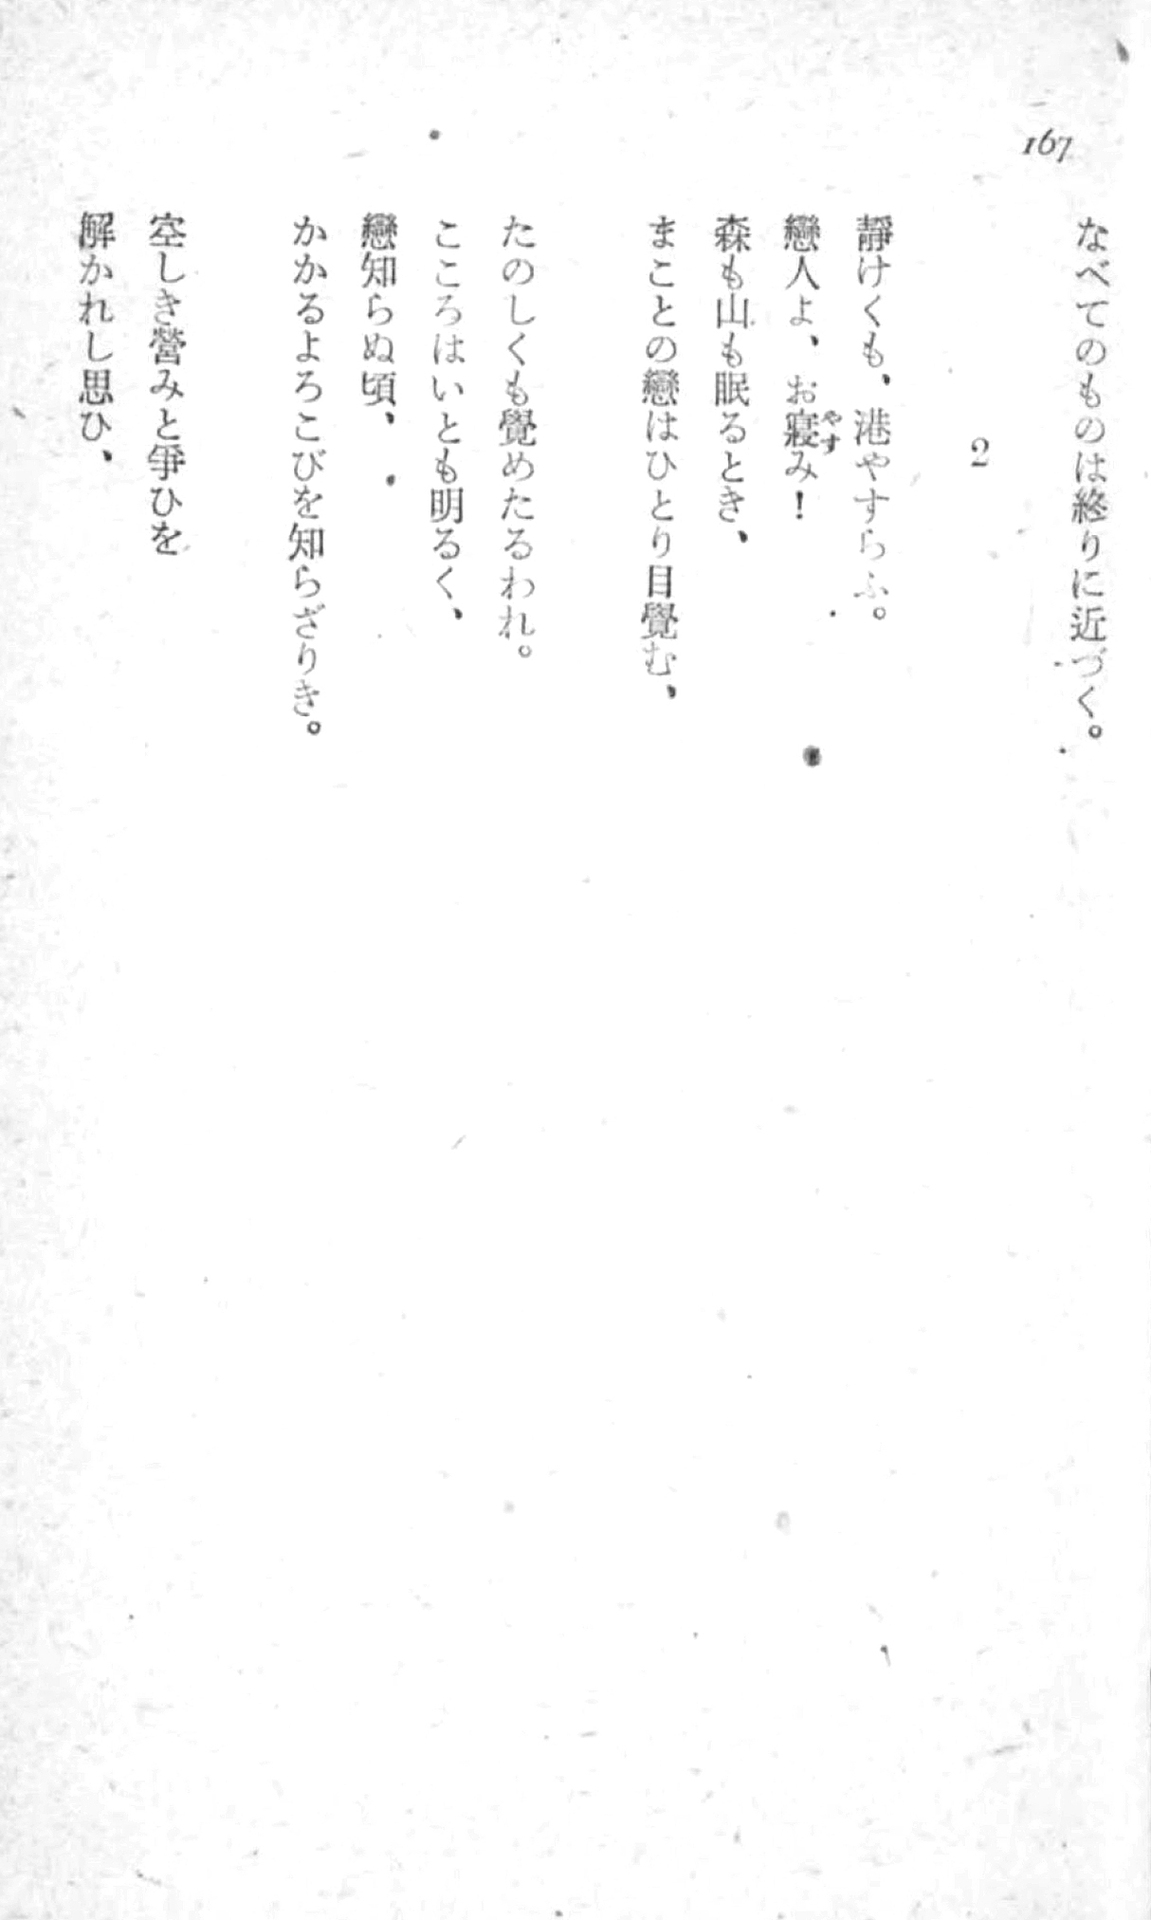 167
なべてのものは終りに近づく。
2
靜けくも、港やすらふ。
戀人よ、お寢み！
やす
森も山も眠るとき、
まことの戀はひとり目覺む、
たのしくも覺めたるわれ。
こころはいとも明るく、
戀知らぬ頃、
かかるよろこびを知らざりき。
空しき營みと爭ひを
解かれし思ひ、